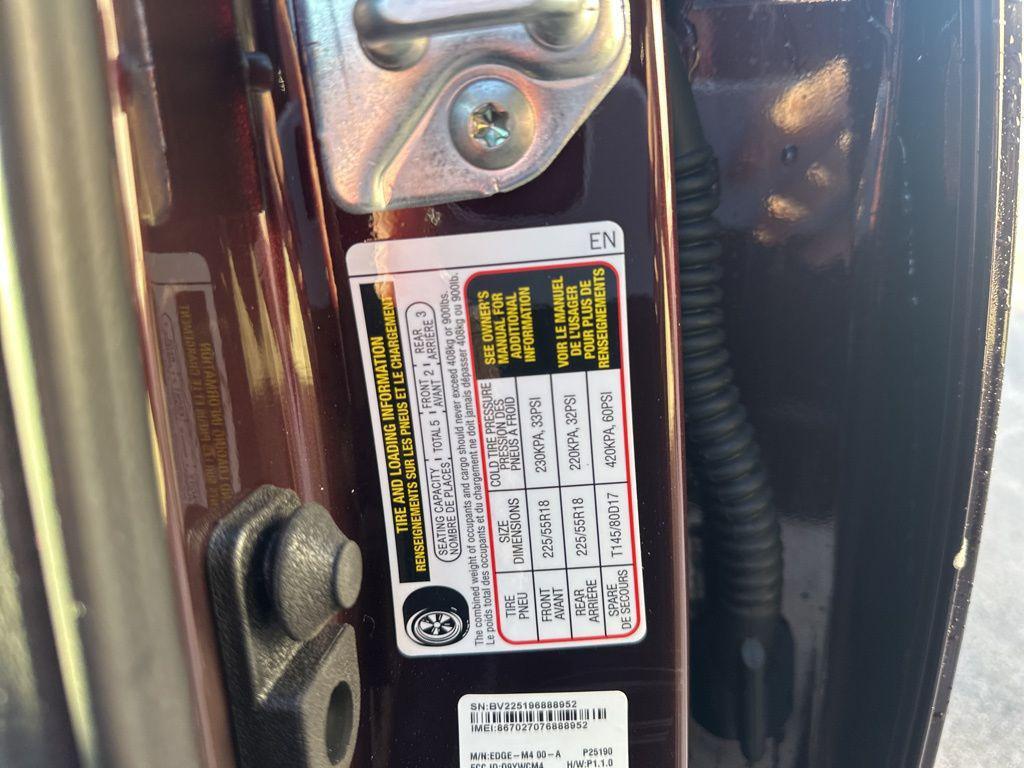 EN
TIRE AND LOADING INFORMATION
RENSEIGNEMENTS SUR LES PNEUS ET LE CHARGEMENT
SEATING CAPACITY TOTAL 5 FRONT 2 REAR 3
NOMBRE DE PLACES AVANT 2 ARRIÈRE 3
The combined weight of occupants and cargo should never exceed 408kg or 900lbs.
Le poids total des occupants et du chargement ne doit jamais dépasser 408kg ou 900lb.
TIRE SIZE COLD TIRE PRESSURE
PNEU DIMENSIONS PRESSION DES
PNEUS À FROID
FRONT 225/55R18 230KPA, 33PSI
AVANT
REAR 225/55R18 220KPA, 32PSI
ARRIÈRE
SPARE T145/80D17 420KPA, 60PSI
DE SECOURS
SEE OWNER'S
MANUAL FOR
ADDITIONAL
INFORMATION
VOIR LE MANUEL
DE L'USAGER
POUR PLUS DE
RENSEIGNEMENTS
SN:BV225196888952
IMEI:867027076888952
M/N:EDGE-M4 00-A P25190
H/W:P1.1.0